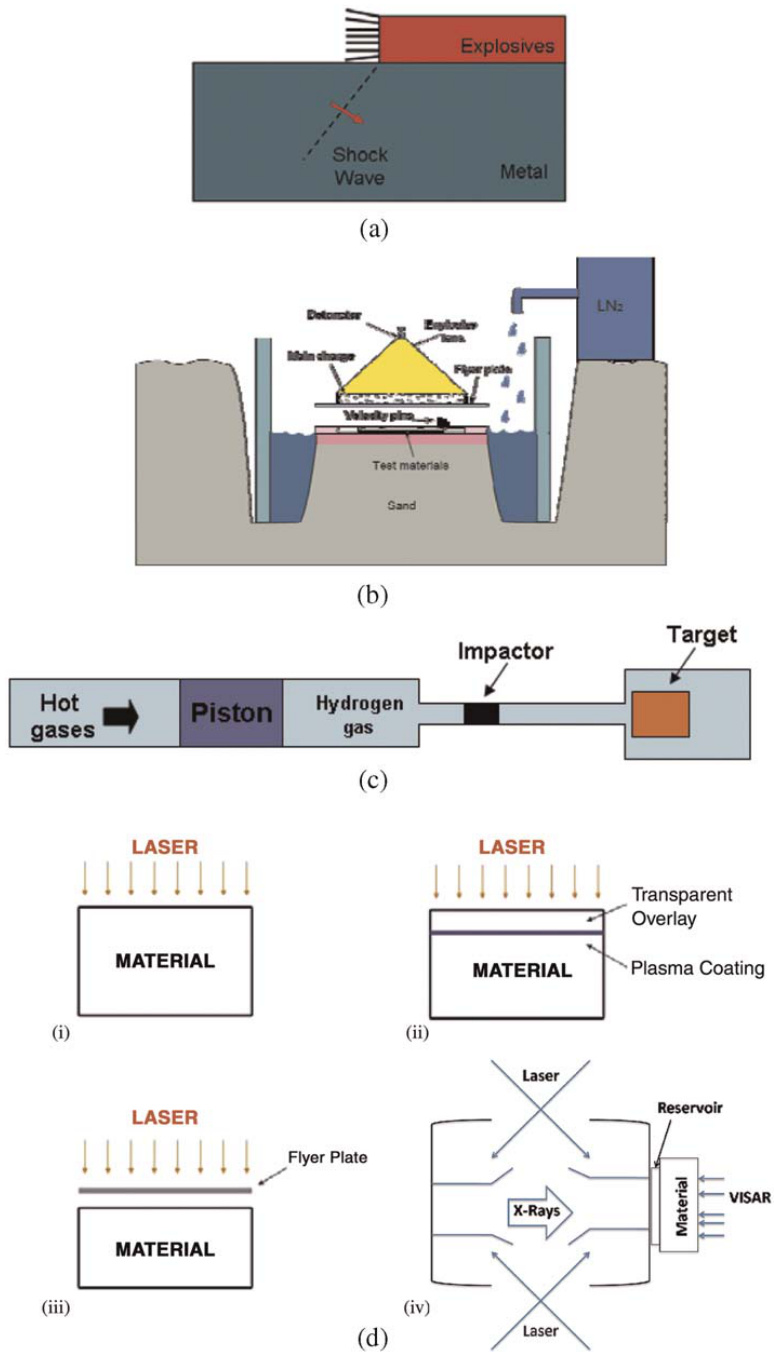 Explosives
Shock
Wave
Metal
(a)
LN₂
Detonator
Explosive
lens
Main charge
Flyer plate
Velocity pins
Test materials
Sand
(b)
Target
Impactor
Hot
gases
Piston
Hydrogen
gas
(c)
LASER
MATERIAL
(i)
LASER
Transparent
Overlay
MATERIAL
Plasma Coating
(ii)
LASER
Flyer Plate
MATERIAL
(iii)
Laser
Reservoir
X-Rays
Material
VISAR
Laser
(iv)
(d)